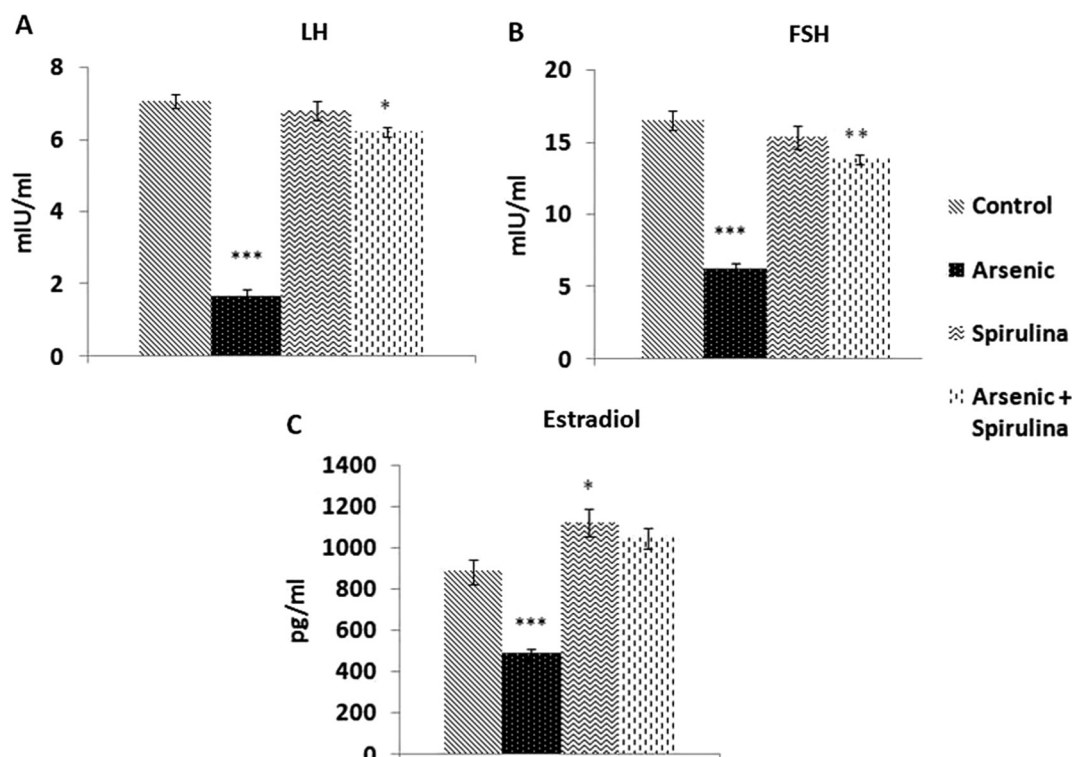 A
LH
8
6
4
2
0
mIU/ml
*
***
B
FSH
20
15
10
5
0
mIU/ml
**
***
Control
Arsenic
Spirulina
Arsenic +
Spirulina
C
Estradiol
1400
1200
1000
800
600
400
200
0
pg/ml
*
***